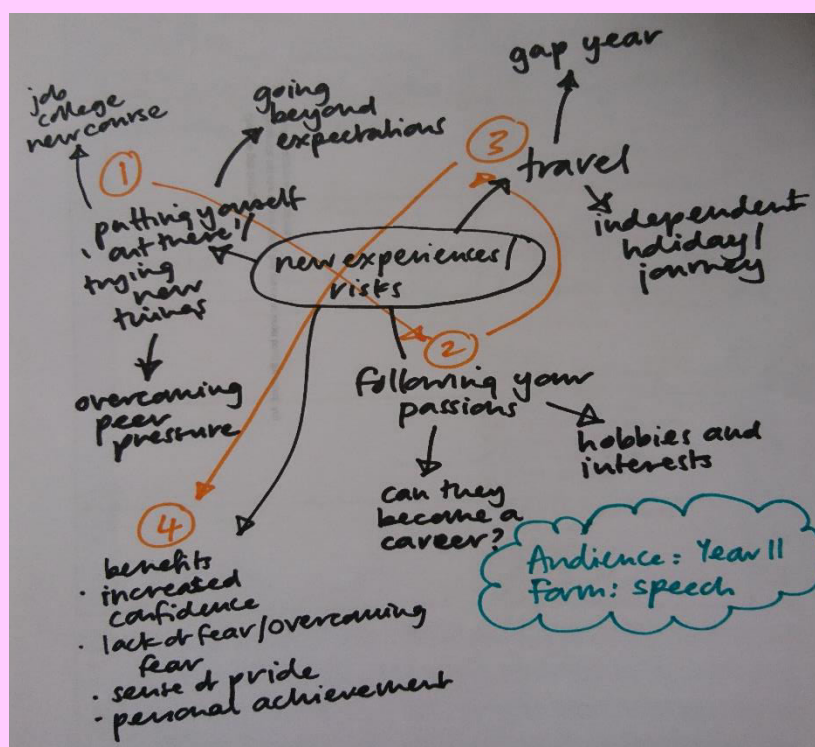 gap year
job
college
new course
going
beyond
expectations
3
travel
1
putting yourself
'out there'/
trying
new
things
independent
holiday/
journey
new experiences/
risks
2
following your
passions
overcoming
peer
pressure
hobbies and
interests
can they
become a
career?
4
benefits
· increased
confidence
· lack of fear/overcoming
fear
· sense of pride
· personal achievement
Audience: Year 11
Form: speech